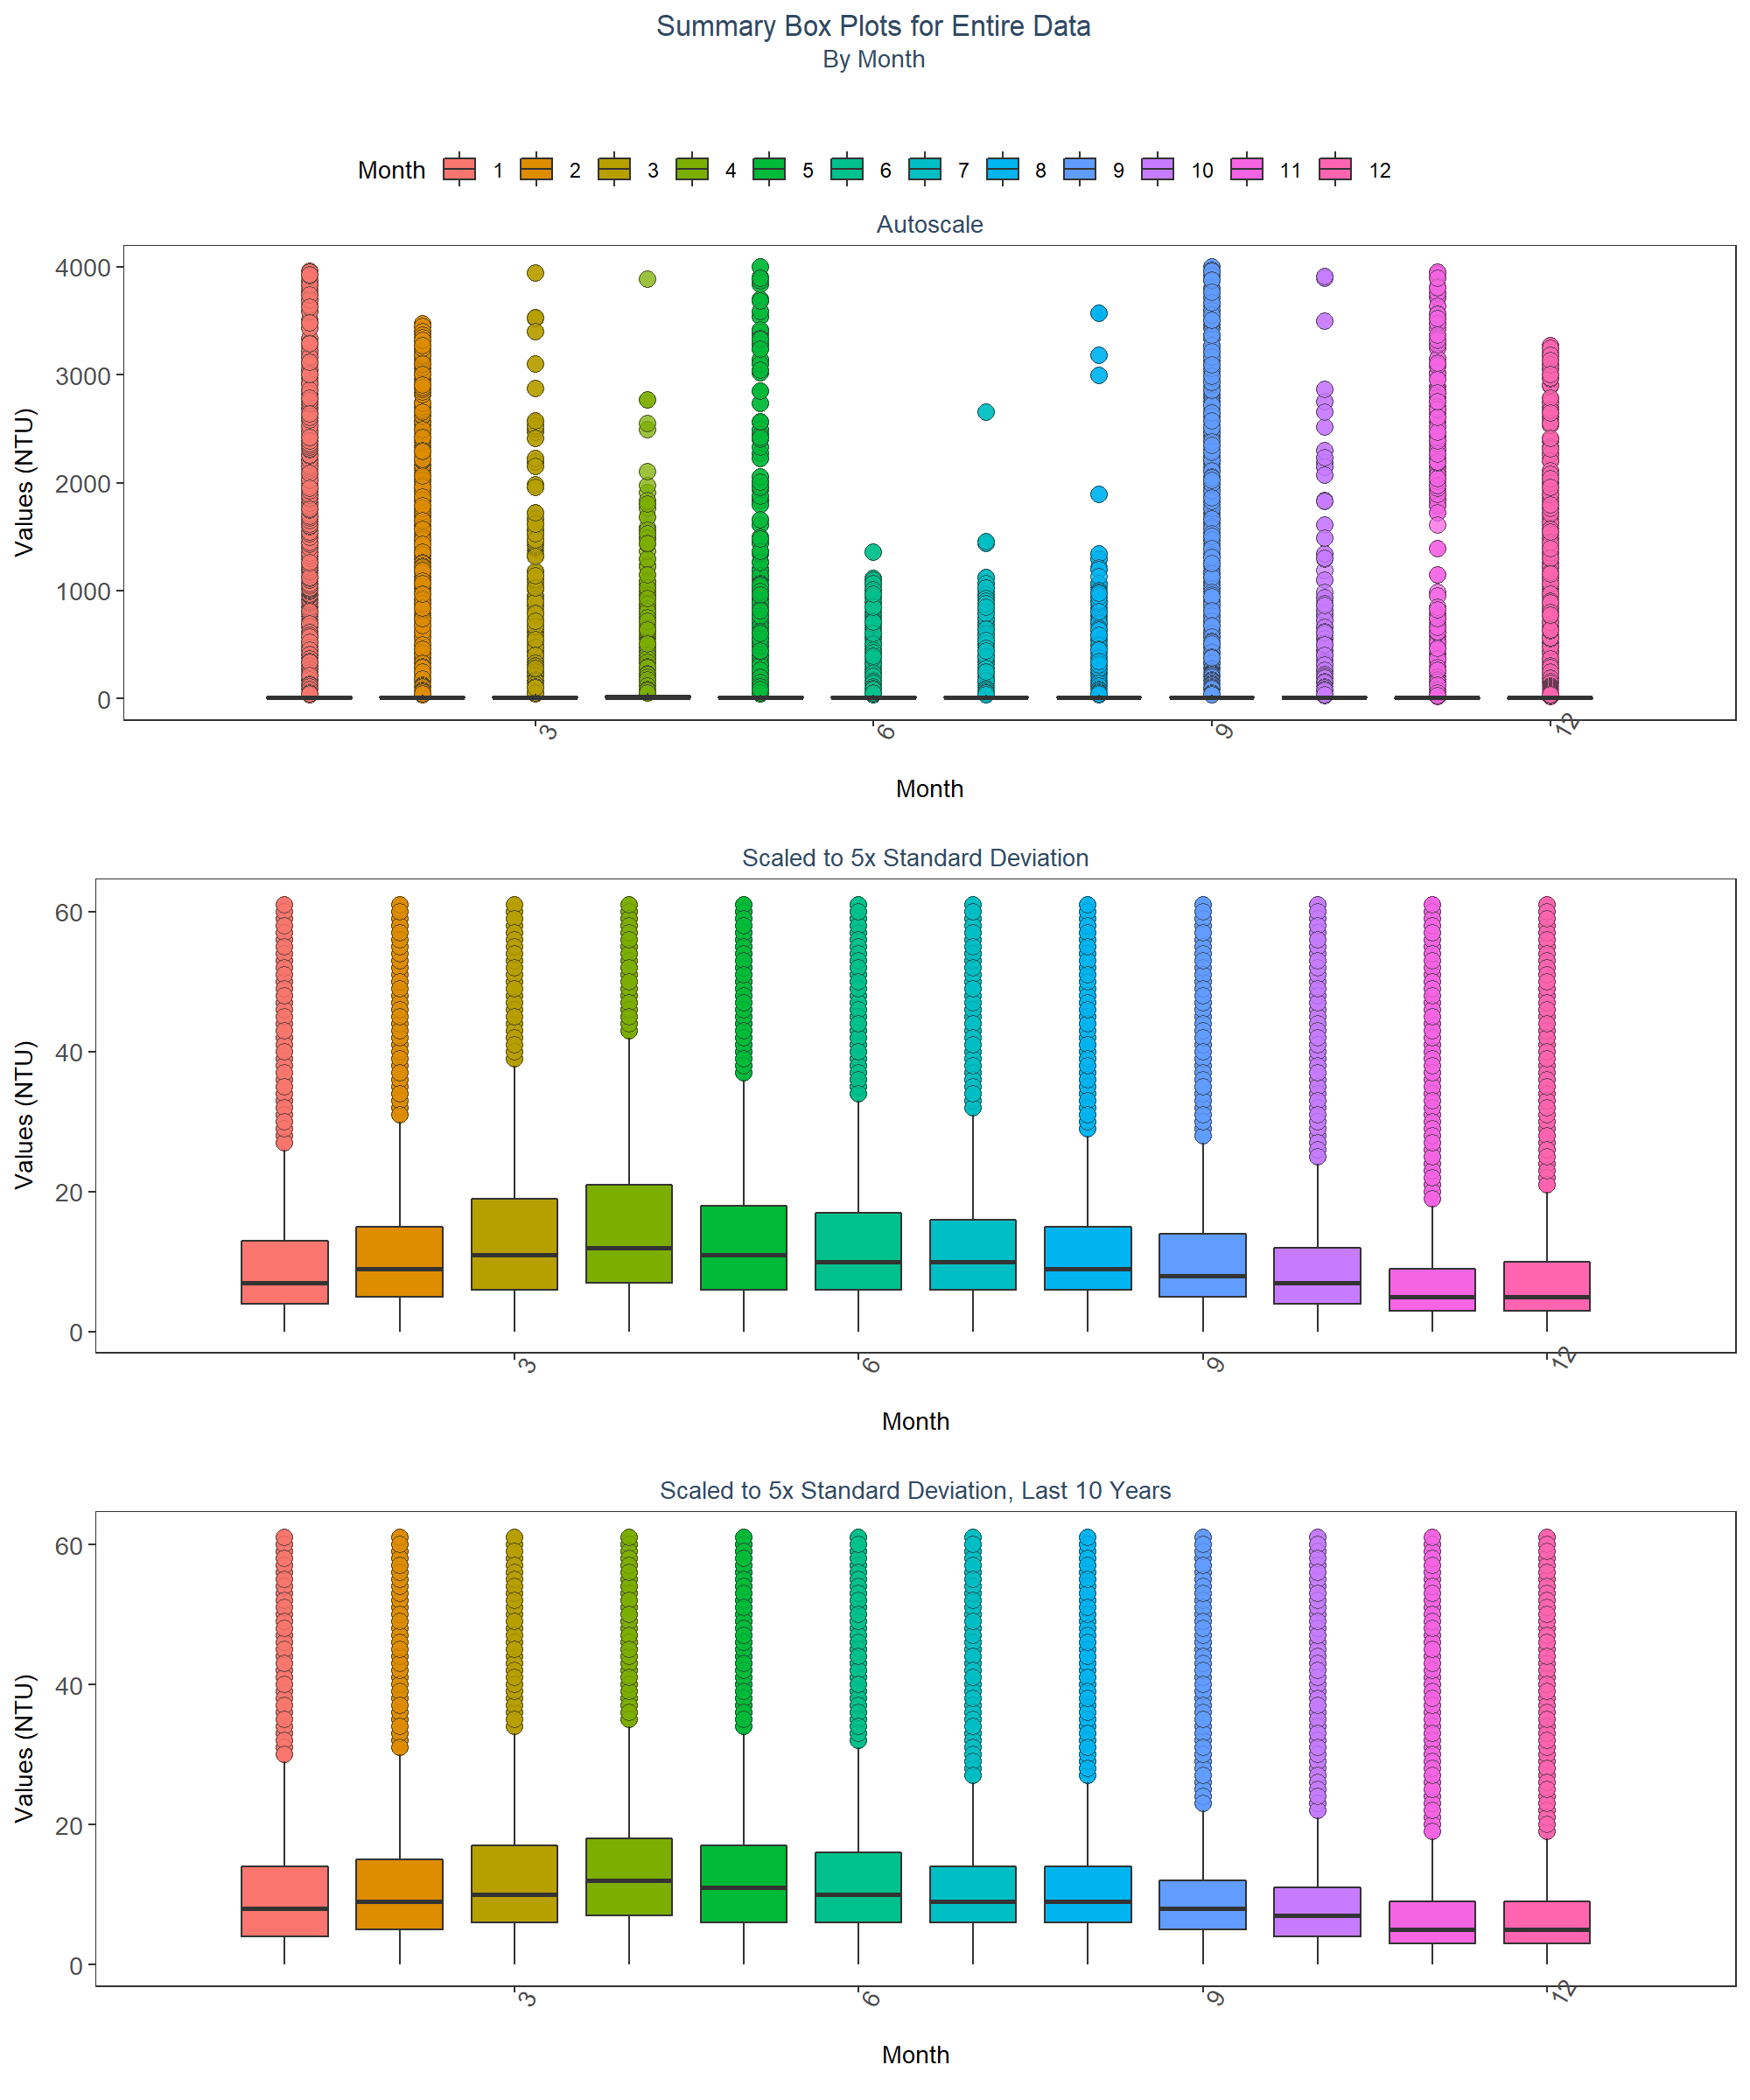 Summary Box Plots for Entire Data
By Month
Month 1 2 3 4 5 6 7 8 9 10 11 12
Autoscale
Values (NTU)
4000
3000
2000
1000
0
3 6 9 12
Month
Scaled to 5x Standard Deviation
Values (NTU)
60
40
20
0
3 6 9 12
Month
Scaled to 5x Standard Deviation, Last 10 Years
Values (NTU)
60
40
20
0
3 6 9 12
Month